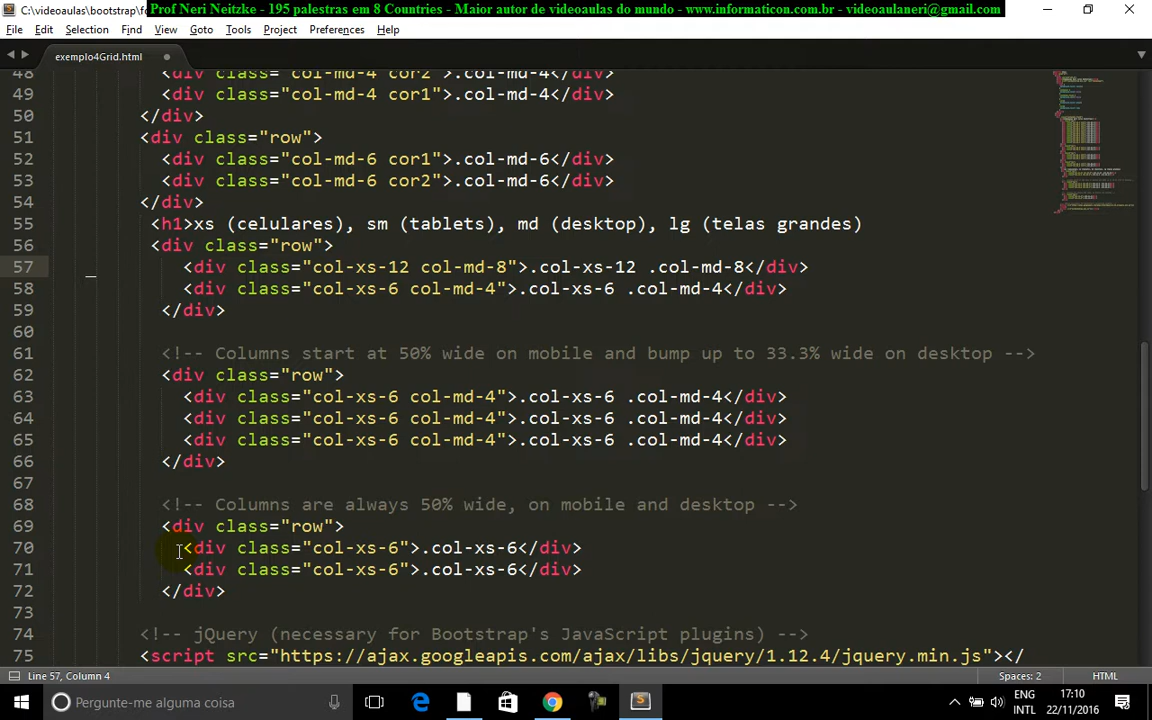 C:\videoaulas\bootstrap\fo
Prof Neri Neitzke - 195 palestras em 8 Countries - Maior autor de videoaulas do mundo - www.informaticon.com.br - videoaulaneri@gmail.com
File Edit Selection Find View Goto Tools Project Preferences Help
exemplo4Grid.html
48 <div class="col-md-4 cor2">.col-md-4</div>
49 <div class="col-md-4 cor1">.col-md-4</div>
50 </div>
51 <div class="row">
52 <div class="col-md-6 cor1">.col-md-6</div>
53 <div class="col-md-6 cor2">.col-md-6</div>
54 </div>
55 <h1>xs (celulares), sm (tablets), md (desktop), lg (telas grandes)
56 <div class="row">
57 <div class="col-xs-12 col-md-8">.col-xs-12 .col-md-8</div>
58 <div class="col-xs-6 col-md-4">.col-xs-6 .col-md-4</div>
59 </div>
60
61 <!-- Columns start at 50% wide on mobile and bump up to 33.3% wide on desktop -->
62 <div class="row">
63 <div class="col-xs-6 col-md-4">.col-xs-6 .col-md-4</div>
64 <div class="col-xs-6 col-md-4">.col-xs-6 .col-md-4</div>
65 <div class="col-xs-6 col-md-4">.col-xs-6 .col-md-4</div>
66 </div>
67
68 <!-- Columns are always 50% wide, on mobile and desktop -->
69 <div class="row">
70 <div class="col-xs-6">.col-xs-6</div>
71 <div class="col-xs-6">.col-xs-6</div>
72 </div>
73
74 <!-- jQuery (necessary for Bootstrap's JavaScript plugins) -->
75 <script src="https://ajax.googleapis.com/ajax/libs/jquery/1.12.4/jquery.min.js"></
Line 57, Column 4 Spaces: 2 HTML
Pergunte-me alguma coisa
ENG 17:10
INTL 22/11/2016